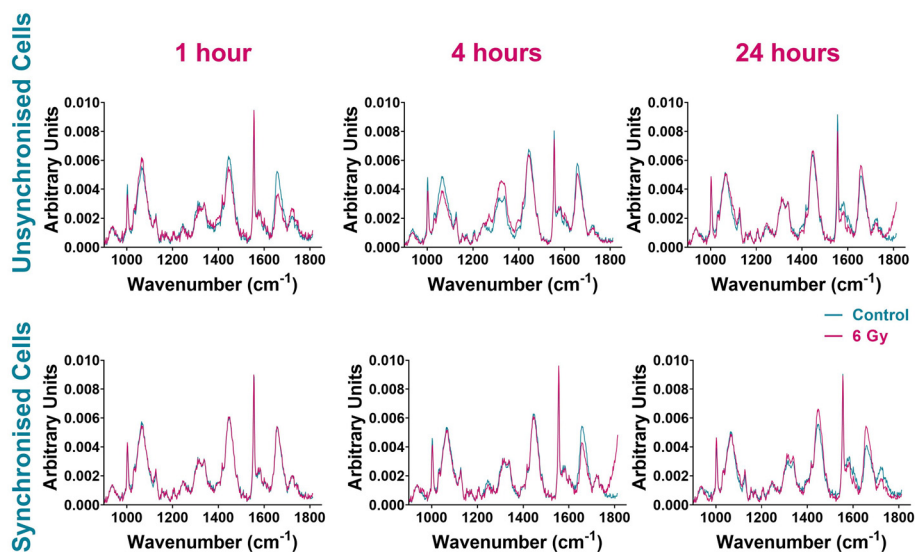 1 hour 4 hours 24 hours
Unsynchronised Cells
Arbitrary Units
0.010
0.008
0.006
0.004
0.002
0.000
1000 1200 1400 1600 1800
Wavenumber (cm⁻¹)
Arbitrary Units
0.010
0.008
0.006
0.004
0.002
0.000
1000 1200 1400 1600 1800
Wavenumber (cm⁻¹)
Arbitrary Units
0.010
0.008
0.006
0.004
0.002
0.000
1000 1200 1400 1600 1800
Wavenumber (cm⁻¹)
Control
6 Gy
Synchronised Cells
Arbitrary Units
0.010
0.008
0.006
0.004
0.002
0.000
1000 1200 1400 1600 1800
Wavenumber (cm⁻¹)
Arbitrary Units
0.010
0.008
0.006
0.004
0.002
0.000
1000 1200 1400 1600 1800
Wavenumber (cm⁻¹)
Arbitrary Units
0.010
0.008
0.006
0.004
0.002
0.000
1000 1200 1400 1600 1800
Wavenumber (cm⁻¹)